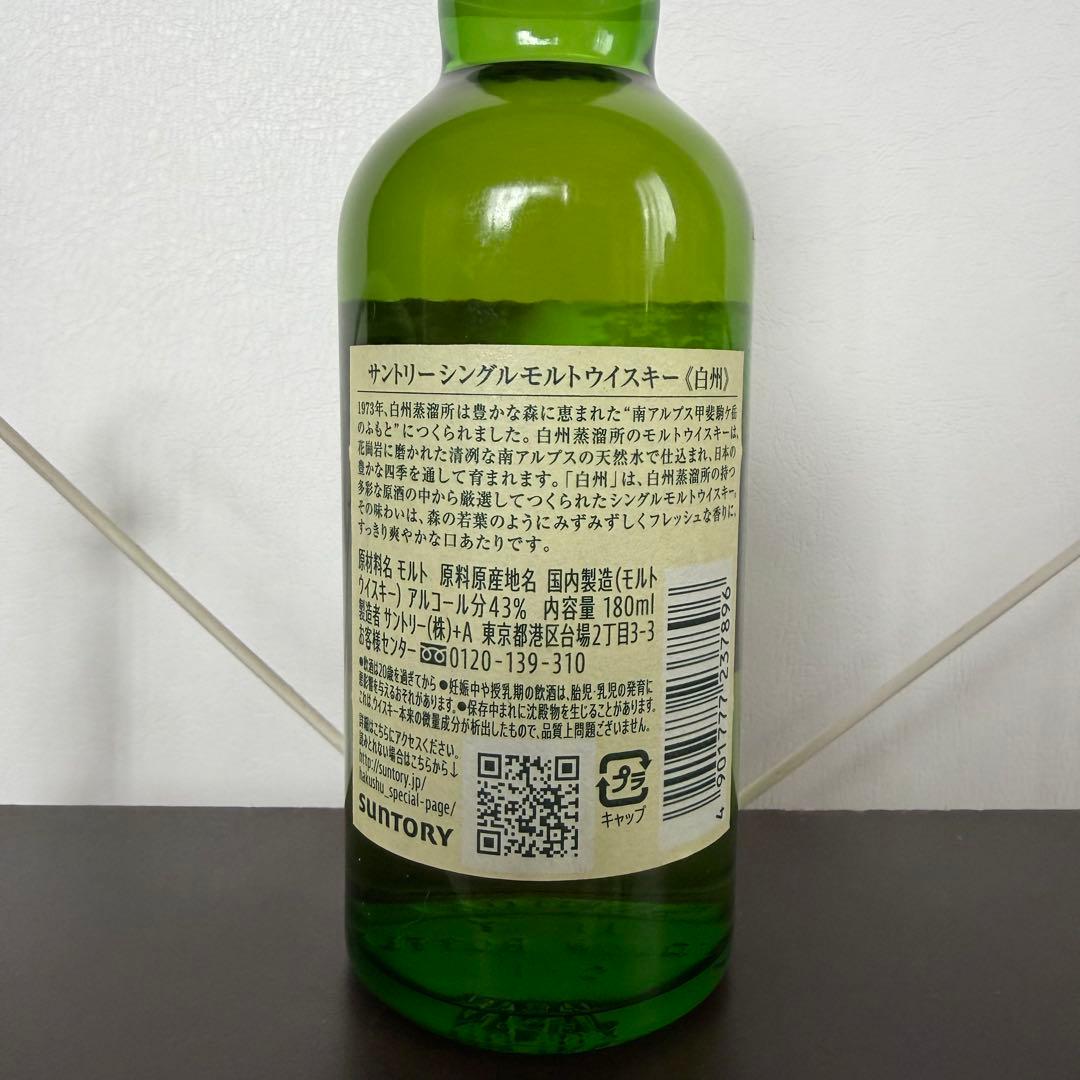 サントリーシングルモルトウイスキー《白州》
1973年、白州蒸溜所は豊かな森に恵まれた“南アルプス甲斐駒ケ岳
のふもと”につくられました。白州蒸溜所のモルトウイスキーは、
花崗岩に磨かれた清冽な南アルプスの天然水で仕込まれ、日本の
豊かな四季を通して育まれます。「白州」は、白州蒸溜所の持つ
多彩な原酒の中から厳選してつくられたシングルモルトウイスキー。
その味わいは、森の若葉のようにみずみずしくフレッシュな香りに、
すっきり爽やかな口あたりです。
原材料名 モルト 原料原産地名 国内製造(モルト
ウイスキー) アルコール分43% 内容量 180ml
製造者 サントリー(株)+A 東京都港区台場2丁目3-3
お客様センター 0120-139-310
●飲酒は20歳を過ぎてから ●妊娠中や授乳期の飲酒は、胎児・乳児の発育に
悪影響を与えるおそれがあります。●保存中まれに沈殿物を生じることがあります。
これは、ウイスキー本来の微量成分が析出したもので、品質上問題ございません。
詳細はこちらにアクセスください。
読みとれない場合はこちらから↓
http://suntory.jp/
hakushu_special-page/
SUNTORY
プラ
キャップ
4 901777 237896